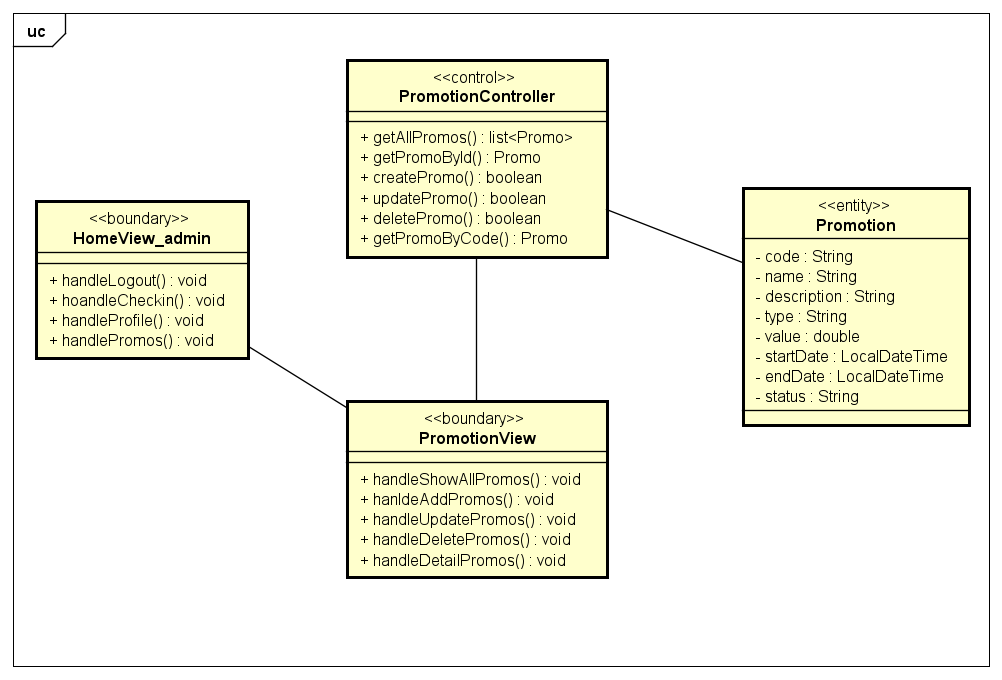 uc
<<control>>
PromotionController
+ getAllPromos() : list<Promo>
+ getPromoById() : Promo
+ createPromo() : boolean
+ updatePromo() : boolean
+ deletePromo() : boolean
+ getPromoByCode() : Promo
<<boundary>>
HomeView_admin
+ handleLogout() : void
+ hoandleCheckin() : void
+ handleProfile() : void
+ handlePromos() : void
<<entity>>
Promotion
- code : String
- name : String
- description : String
- type : String
- value : double
- startDate : LocalDateTime
- endDate : LocalDateTime
- status : String
<<boundary>>
PromotionView
+ handleShowAllPromos() : void
+ hanldeAddPromos() : void
+ handleUpdatePromos() : void
+ handleDeletePromos() : void
+ handleDetailPromos() : void